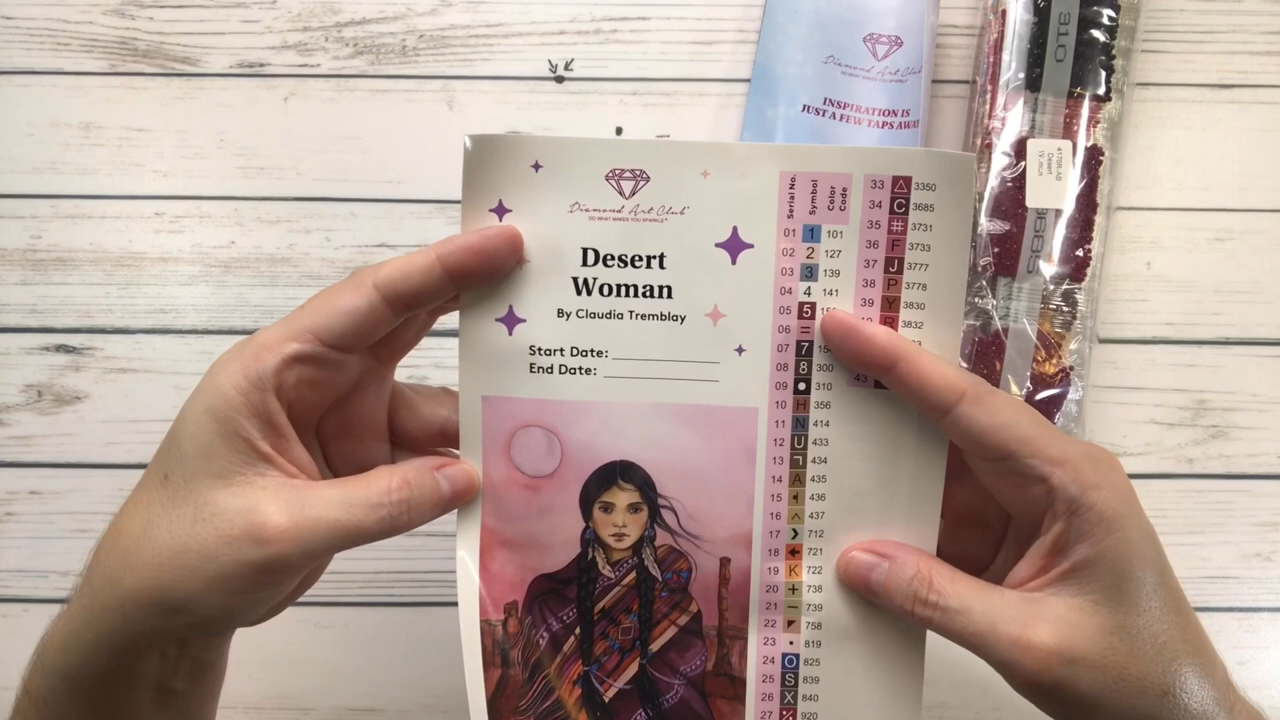 Diamond Art Club
DO WHAT MAKES YOU SPARKLE
INSPIRATION IS
JUST A FEW TAPS AWAY
310
4178R-AB
Desert
3685
Diamond Art Club
DO WHAT MAKES YOU SPARKLE
Desert
Woman
By Claudia Tremblay
Start Date:
End Date:
Serial No. Symbol Color Code
01 1 101
02 2 127
03 3 139
04 4 141
05 5
06 =
07 7
08 8 300
09 ● 310
10 H 356
11 N 414
12 U 433
13 ㄱ 434
14 A 435
15 436
16 ^ 437
17 ❯ 712
18 🡰 721
19 K 722
20 + 738
21 − 739
22 ◤ 758
23 ▪ 819
24 O 825
25 S 839
26 X 840
27 ٪ 920
33 △ 3350
34 C 3685
35 # 3731
36 F 3733
37 J 3777
38 P 3778
39 Y 3830
R 3832
43